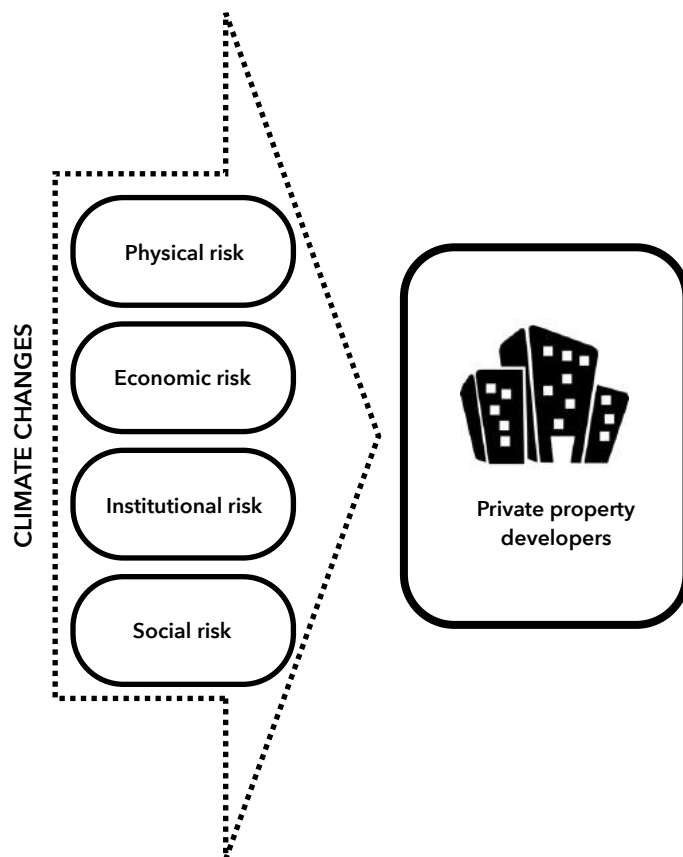 CLIMATE CHANGES
Physical risk
Economic risk
Institutional risk
Social risk
Private property
developers